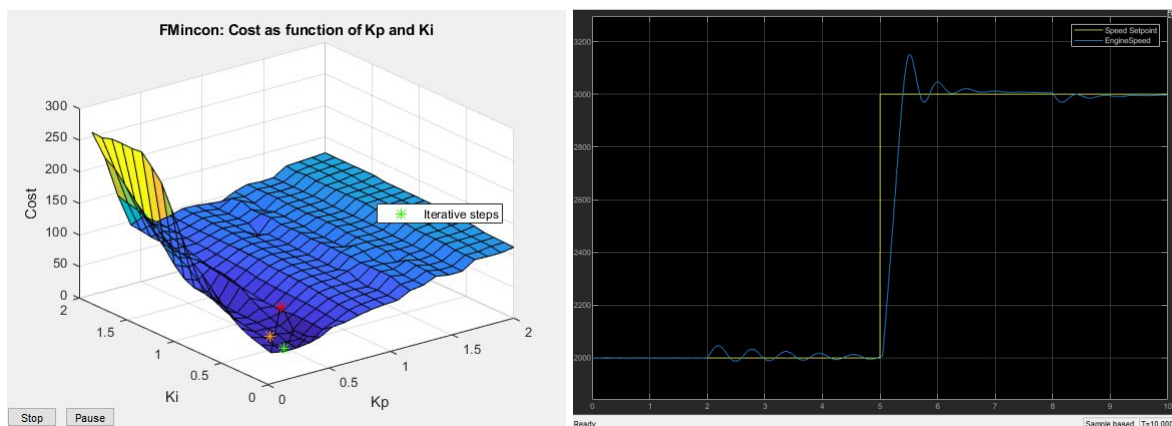 FMincon: Cost as function of Kp and Ki
300
250
200
150
100
50
0
Cost
2
1.5
1
0.5
0
Ki
0
0.5
1
1.5
2
Kp
Iterative steps
Stop
Pause
Speed Setpoint
EngineSpeed
3200
3000
2800
2600
2400
2200
2000
0
1
2
3
4
5
6
7
8
9
10
Ready
Sample based
T=10.000